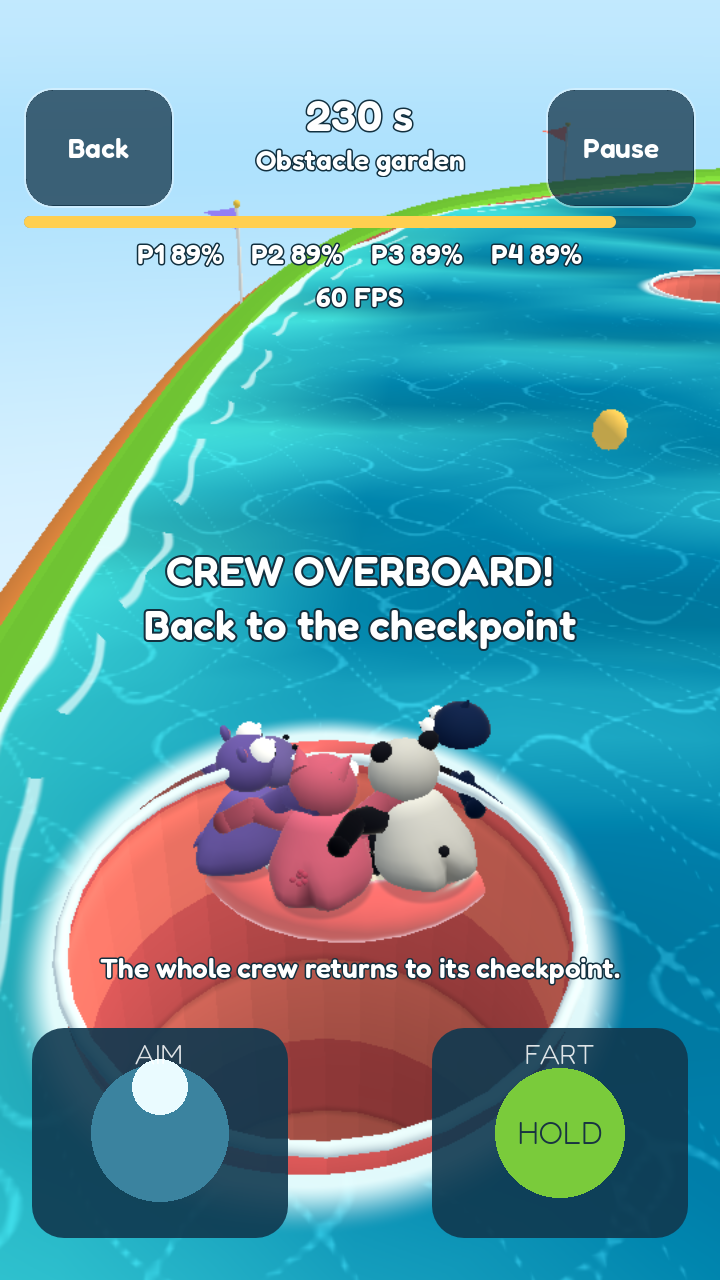 230 s
Back
Obstacle garden
Pause
P1 89% P2 89% P3 89% P4 89%
60 FPS
CREW OVERBOARD!
Back to the checkpoint
The whole crew returns to its checkpoint.
AIM
FART
HOLD